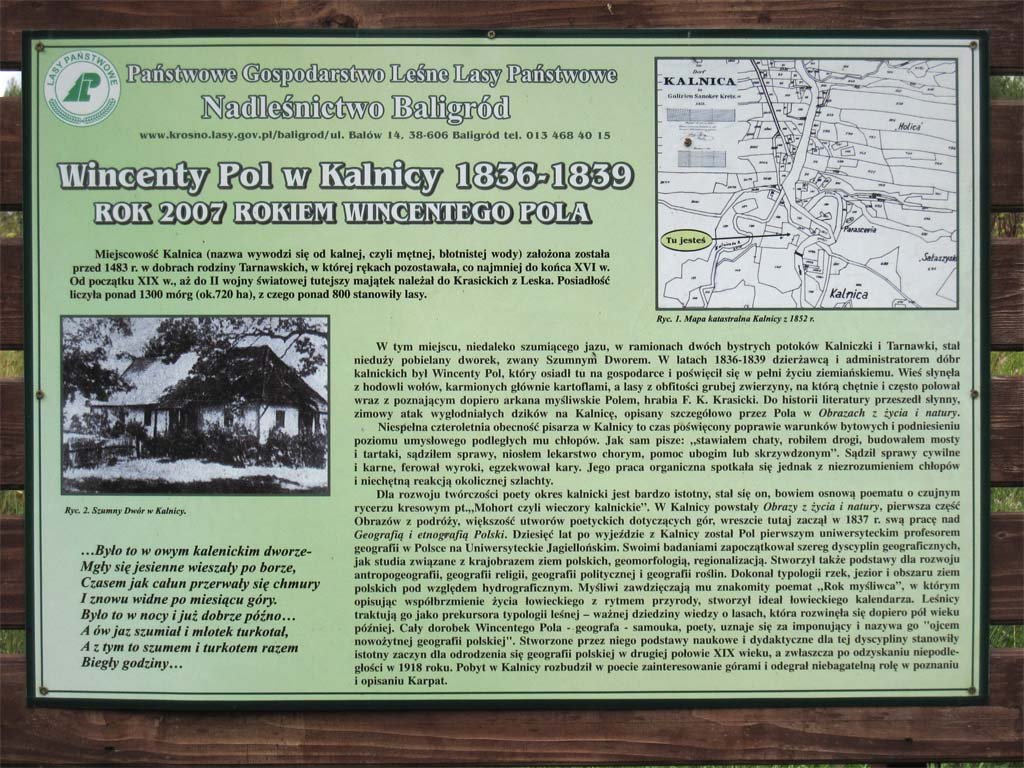 LASY PAŃSTWOWE
Państwowe Gospodarstwo Leśne Lasy Państwowe
Nadleśnictwo Baligród
www.krosno.lasy.gov.pl/baligrod/ul. Balów 14, 38-606 Baligród tel. 013 468 40 15
Wincenty Pol w Kalnicy 1836-1839
ROK 2007 ROKIEM WINCENTEGO POLA
Miejscowość Kalnica (nazwa wywodzi się od kalnej, czyli mętnej, błotnistej wody) założona została
przed 1483 r. w dobrach rodziny Tarnawskich, w której rękach pozostawała, co najmniej do końca XVI w.
Od początku XIX w., aż do II wojny światowej tutejszy majątek należał do Krasickich z Leska. Posiadłość
liczyła ponad 1300 mórg (ok.720 ha), z czego ponad 800 stanowiły lasy.
Dorf
KALNICA
in
Galizien Sanoker Kreis.
Holica
Parascenia
Tu jesteś
Kalnica
Ryc. 1. Mapa katastralna Kalnicy z 1852 r.
Ryc. 2. Szumny Dwór w Kalnicy.
…Było to w owym kalenickim dworze-
Mgły się jesienne wieszały po borze,
Czasem jak całun przerwały się chmury
I znowu widne po miesiącu góry.
Było to w nocy i już dobrze późno…
A ów jaz szumiał i młotek turkotał,
A z tym to szumem i turkotem razem
Biegły godziny…
W tym miejscu, niedaleko szumiącego jazu, w ramionach dwóch bystrych potoków Kalniczki i Tarnawki, stał
nieduży pobielany dworek, zwany Szumnym Dworem. W latach 1836-1839 dzierżawcą i administratorem dóbr
kalnickich był Wincenty Pol, który osiadł tu na gospodarce i poświęcił się w pełni życiu ziemiańskiemu. Wieś słynęła
z hodowli wołów, karmionych głównie kartoflami, a lasy z obfitości grubej zwierzyny, na którą chętnie i często polował
wraz z poznającym dopiero arkana myśliwskie Polem, hrabia F. K. Krasicki. Do historii literatury przeszedł słynny,
zimowy atak wygłodniałych dzików na Kalnicę, opisany szczegółowo przez Pola w Obrazach z życia i natury.
Niespełna czteroletnia obecność pisarza w Kalnicy to czas poświęcony poprawie warunków bytowych i podniesieniu
poziomu umysłowego podległych mu chłopów. Jak sam pisze: „stawiałem chaty, robiłem drogi, budowałem mosty
i tartaki, sądziłem sprawy, niosłem lekarstwo chorym, pomoc ubogim lub skrzywdzonym”. Sądził sprawy cywilne
i karne, ferował wyroki, egzekwował kary. Jego praca organiczna spotkała się jednak z niezrozumieniem chłopów
i niechętną reakcją okolicznej szlachty.
Dla rozwoju twórczości poety okres kalnicki jest bardzo istotny, stał się on, bowiem osnową poematu o czujnym
rycerzu kresowym pt.„Mohort czyli wieczory kalnickie”. W Kalnicy powstały Obrazy z życia i natury, pierwsza część
Obrazów z podróży, większość utworów poetyckich dotyczących gór, wreszcie tutaj zaczął w 1837 r. swą pracę nad
Geografią i etnografią Polski. Dziesięć lat po wyjeździe z Kalnicy został Pol pierwszym uniwersyteckim profesorem
geografii w Polsce na Uniwersyteckie Jagiellońskim. Swoimi badaniami zapoczątkował szereg dyscyplin geograficznych,
jak studia związane z krajobrazem ziem polskich, geomorfologią, regionalizacją. Stworzył także podstawy dla rozwoju
antropogeografii, geografii religii, geografii politycznej i geografii roślin. Dokonał typologii rzek, jezior i obszaru ziem
polskich pod względem hydrograficznym. Myśliwi zawdzięczają mu znakomity poemat „Rok myśliwca”, w którym
opisując współbrzmienie życia łowieckiego z rytmem przyrody, stworzył ideał łowieckiego kalendarza. Leśnicy
traktują go jako prekursora typologii leśnej – ważnej dziedziny wiedzy o lasach, która rozwinęła się dopiero pół wieku
później. Cały dorobek Wincentego Pola - geografa - samouka, poety, uznaje się za imponujący i nazywa go "ojcem
nowożytnej geografii polskiej". Stworzone przez niego podstawy naukowe i dydaktyczne dla tej dyscypliny stanowiły
istotny zaczyn dla odrodzenia się geografii polskiej w drugiej połowie XIX wieku, a zwłaszcza po odzyskaniu niepodle-
głości w 1918 roku. Pobyt w Kalnicy rozbudził w poecie zainteresowanie górami i odegrał niebagatelną rolę w poznaniu
i opisaniu Karpat.